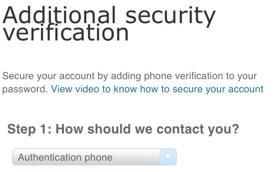 Additional security
verification
Secure your account by adding phone verification to your
password. View video to know how to secure your account
Step 1: How should we contact you?
Authentication phone